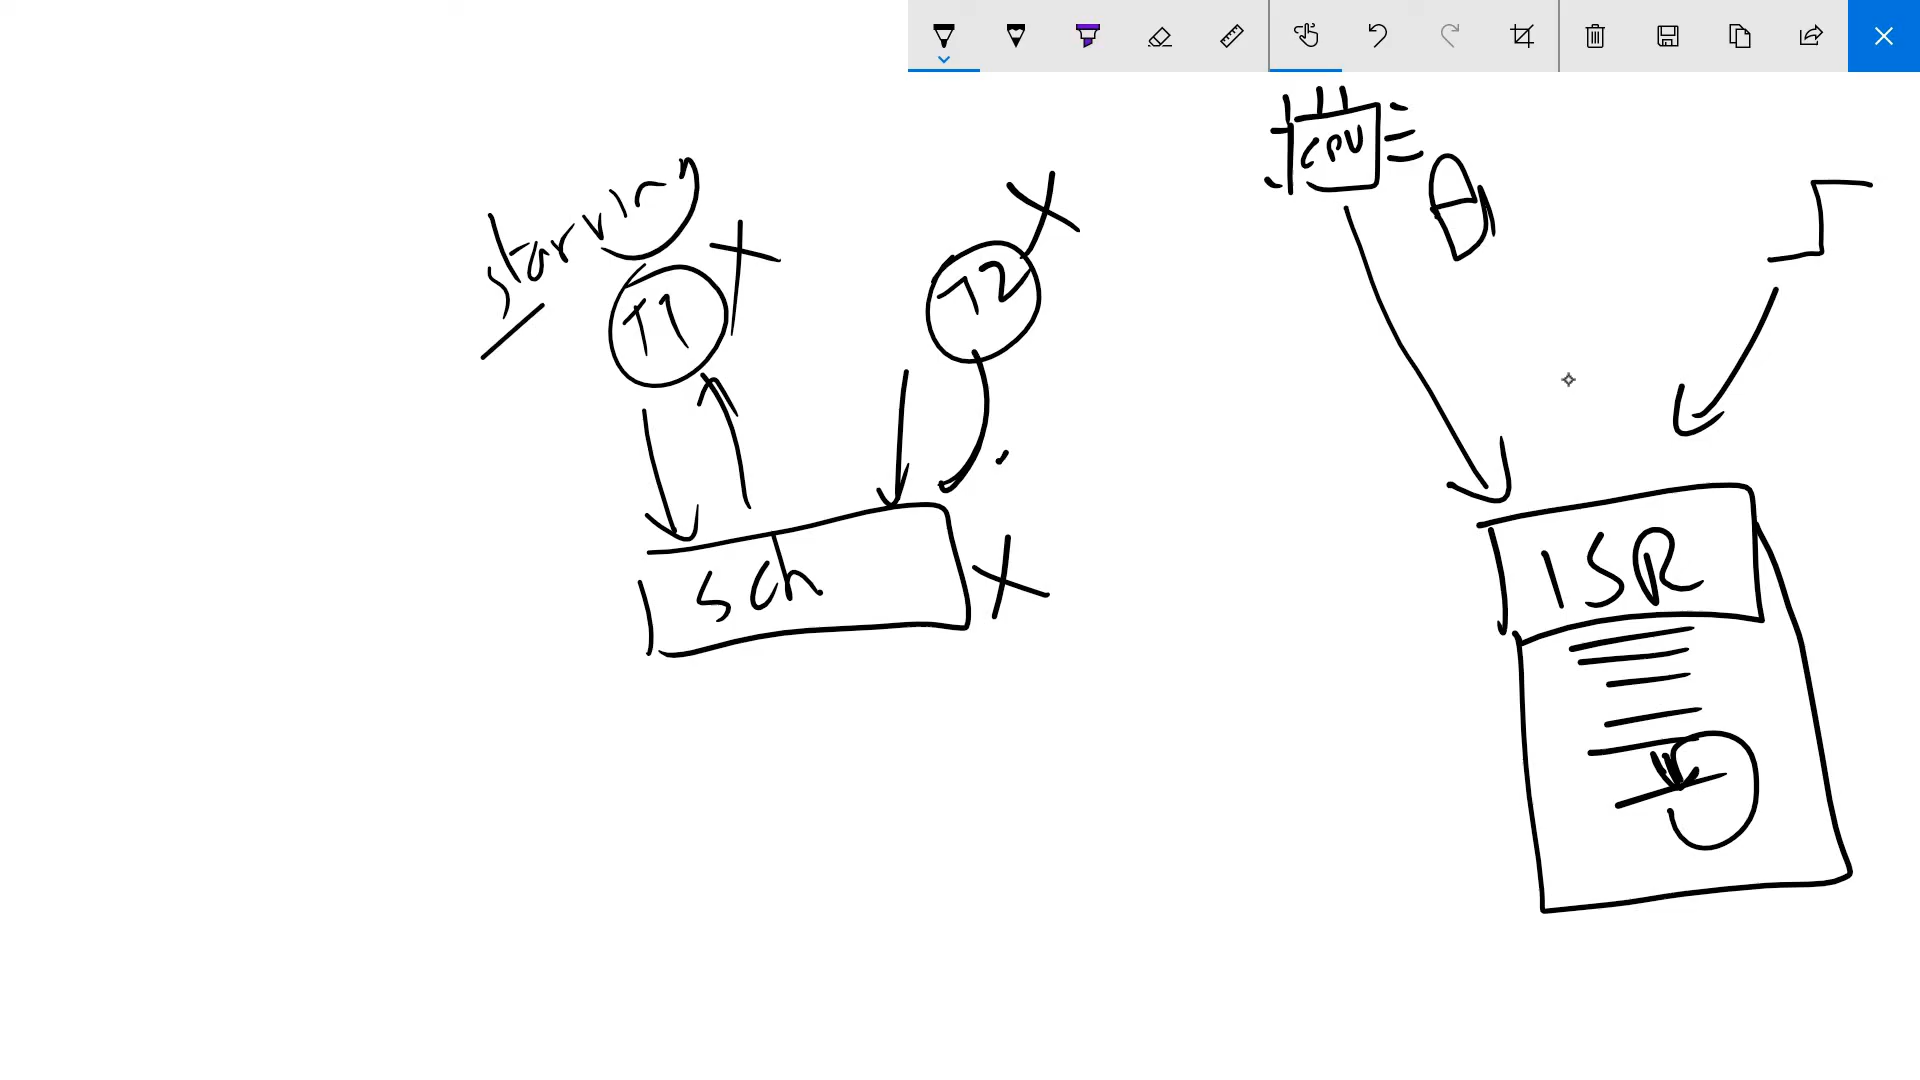 CPU
starving
T1
T2
sch
ISR